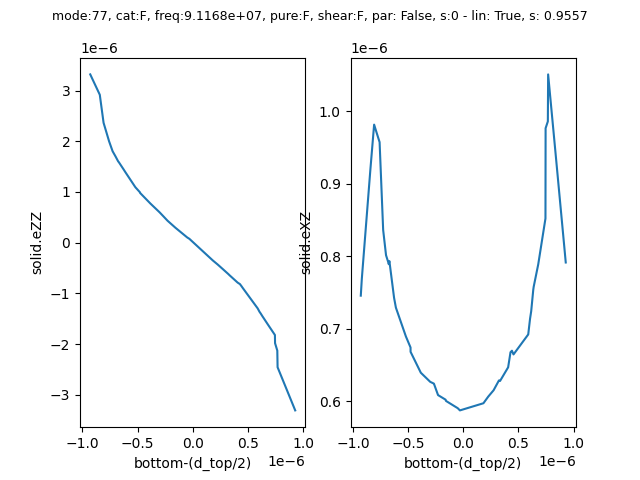 mode:77, cat:F, freq:9.1168e+07, pure:F, shear:F, par: False, s:0 - lin: True, s: 0.9557
1e−6
3
2
1
0
−1
−2
−3
solid.eZZ
−1.0 −0.5 0.0 0.5 1.0
bottom-(d_top/2) 1e−6
1e−6
1.0
0.9
0.8
0.7
0.6
solid.eXZ
−1.0 −0.5 0.0 0.5 1.0
bottom-(d_top/2) 1e−6